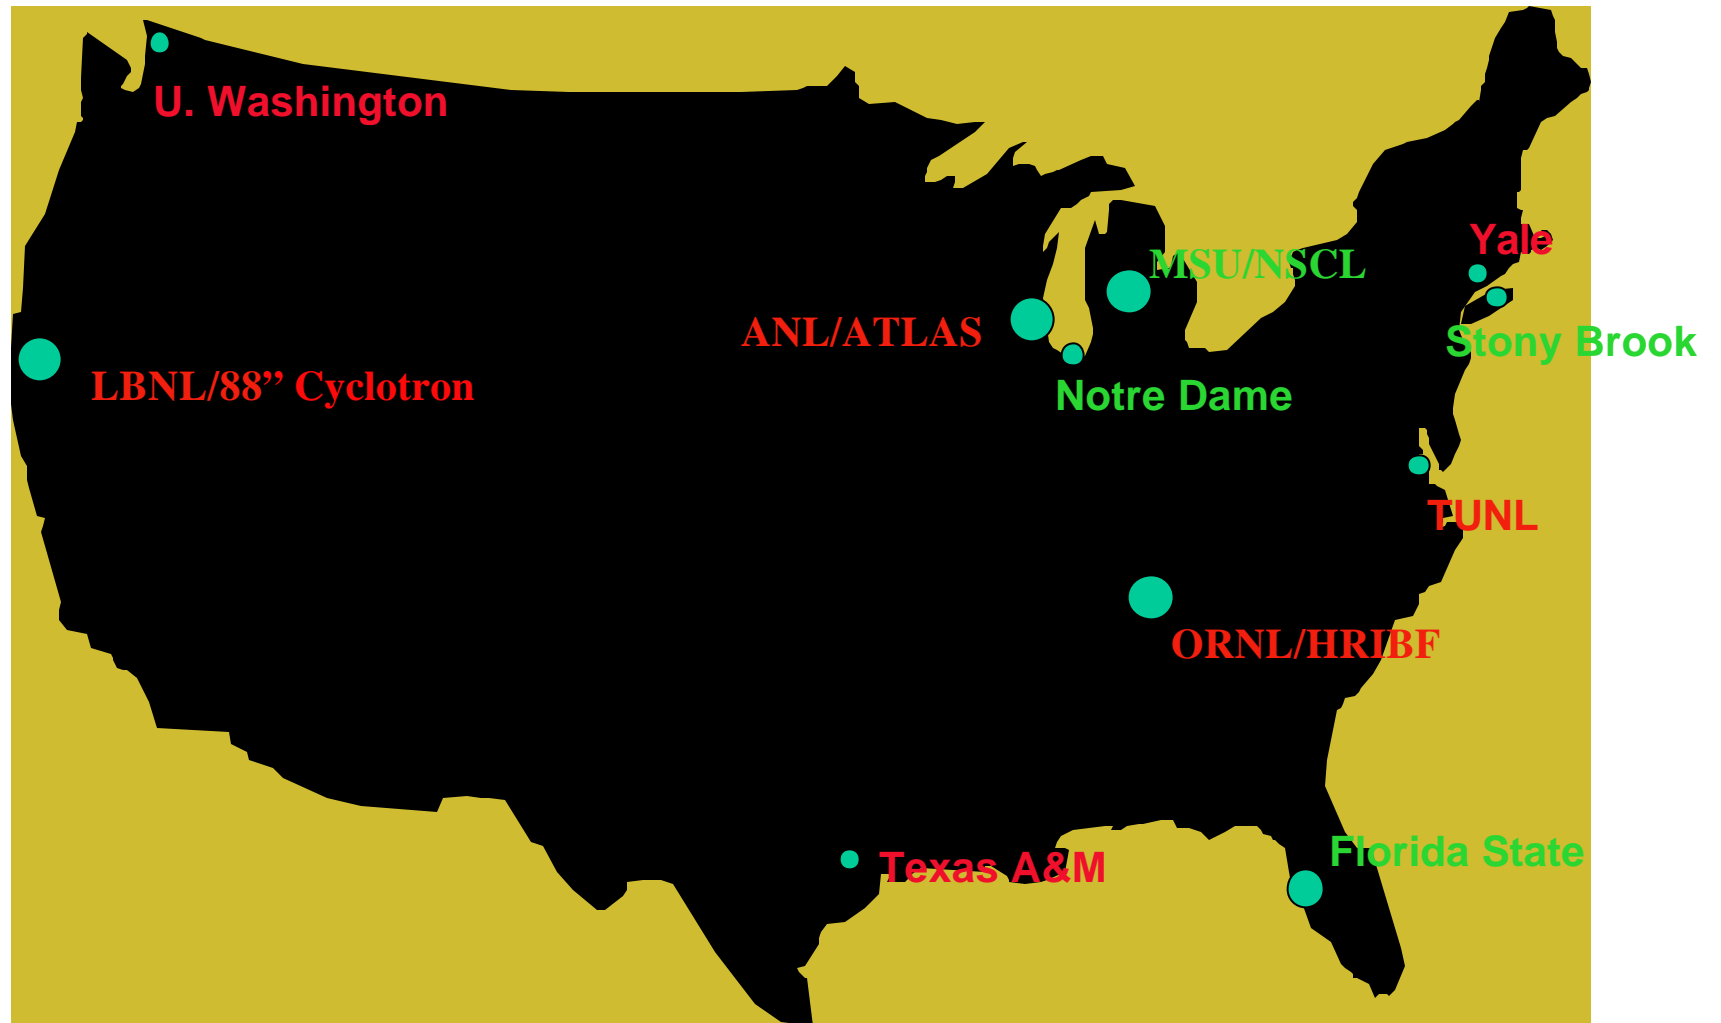 U. Washington
Yale
MSU/NSCL
ANL/ATLAS
Stony Brook
LBNL/88” Cyclotron
Notre Dame
TUNL
ORNL/HRIBF
Florida State
Texas A&M